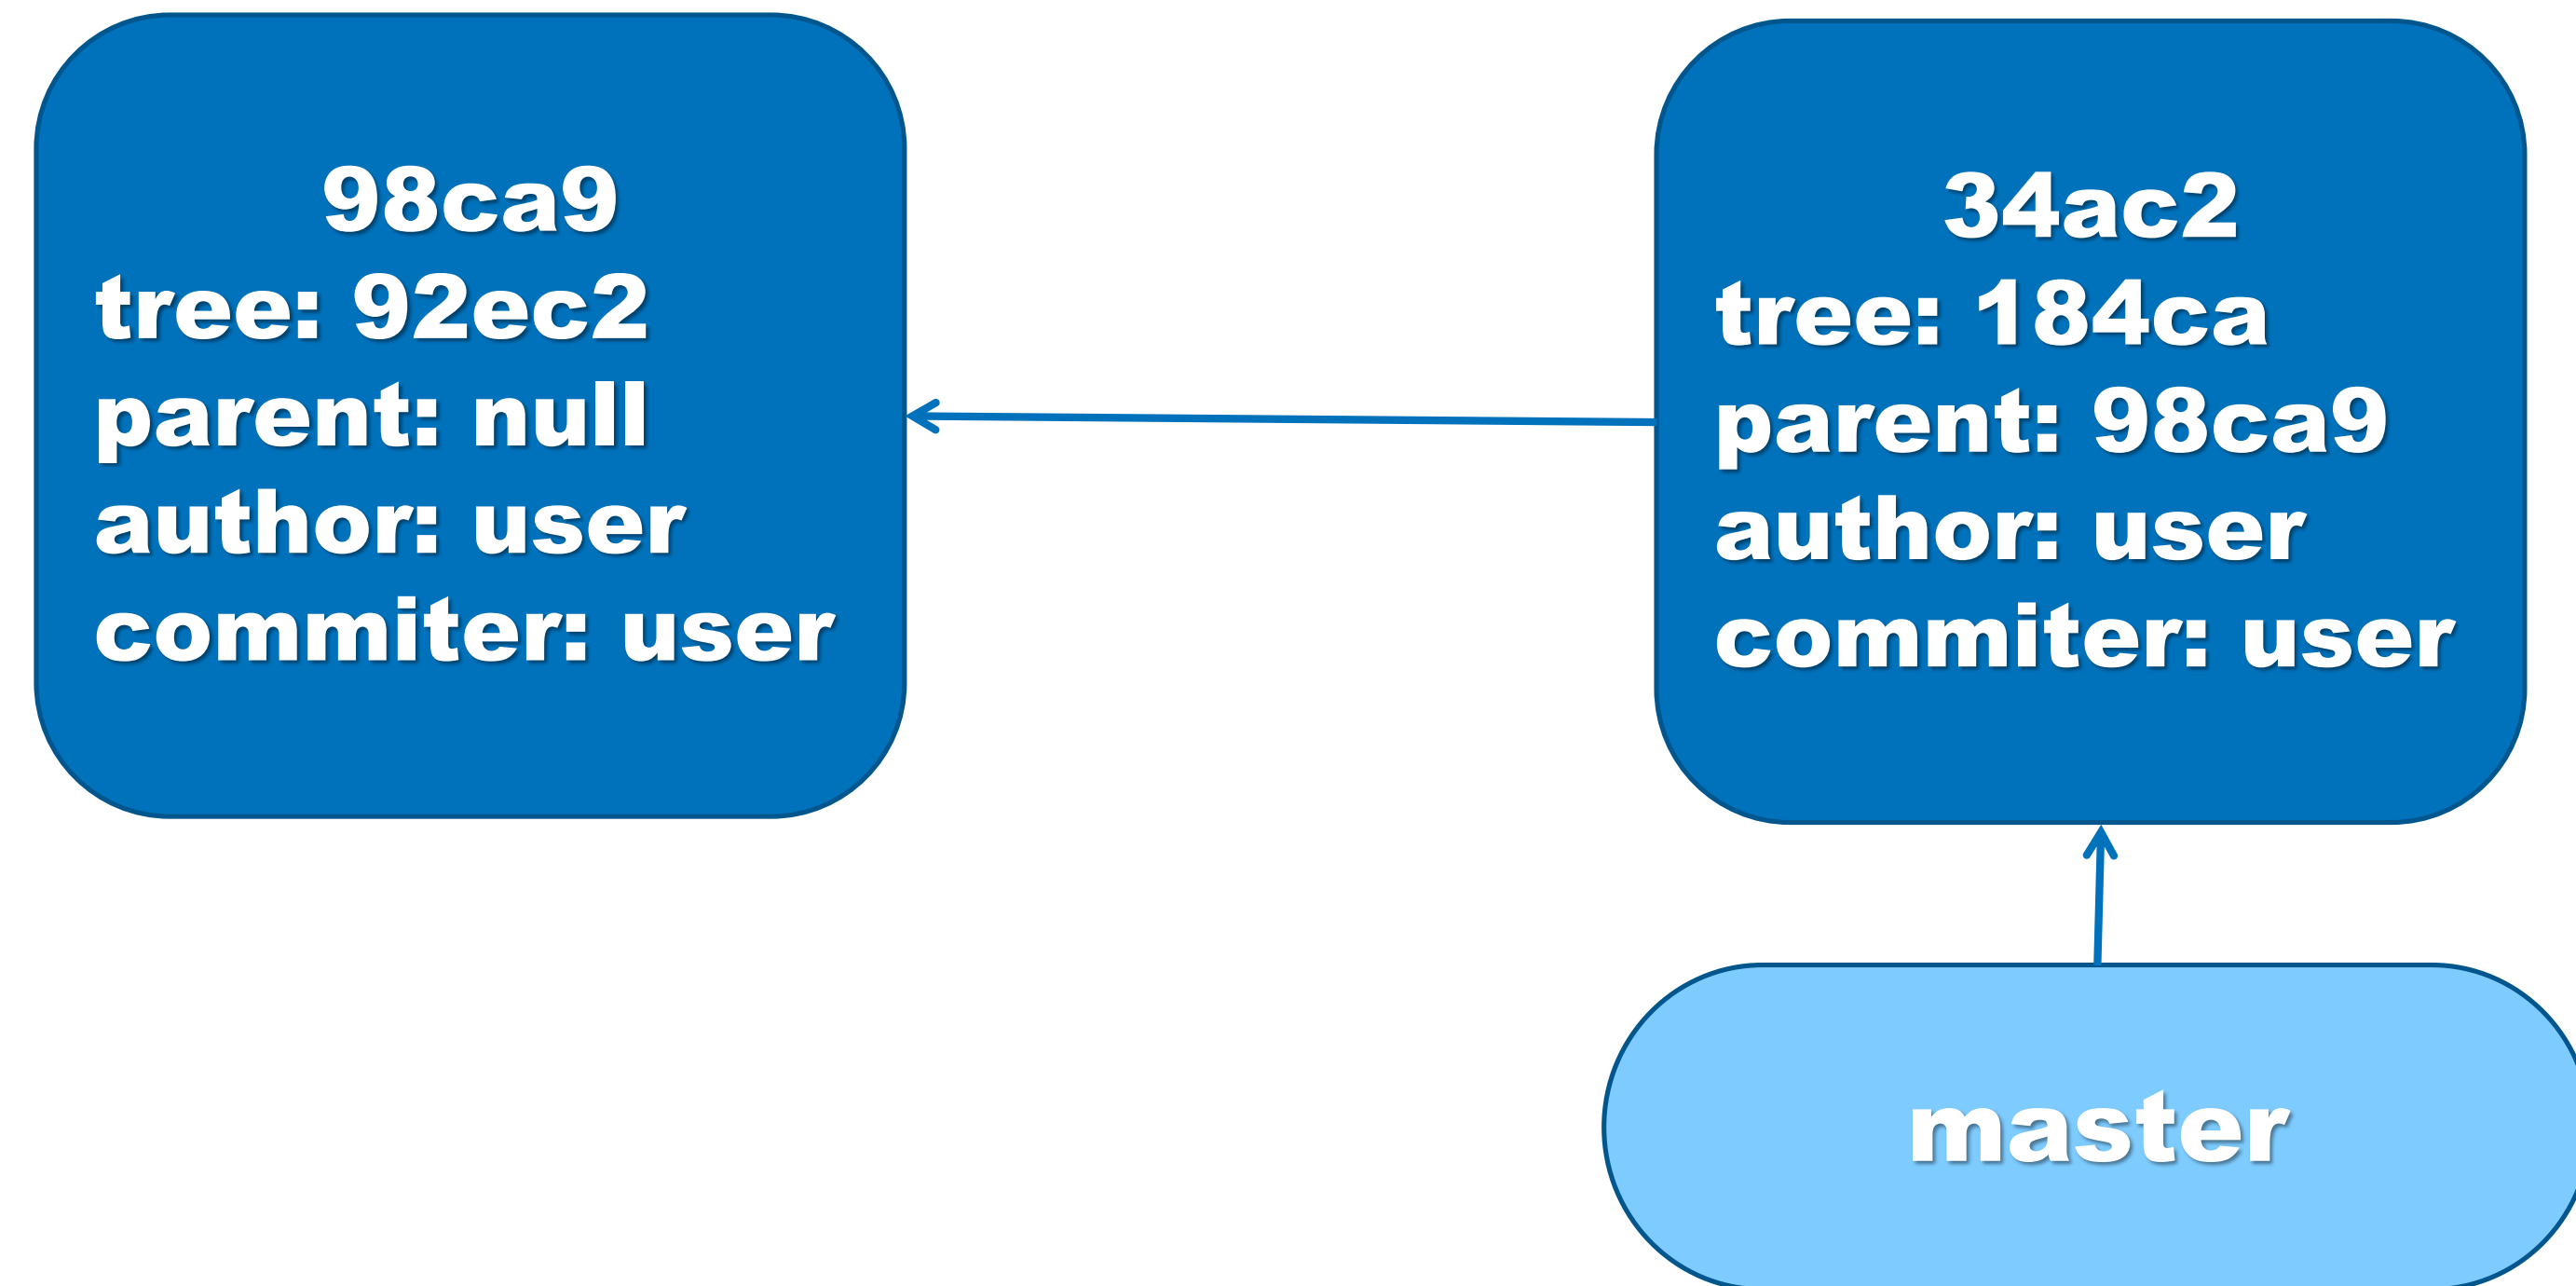 98ca9
tree: 92ec2
parent: null
author: user
commiter: user
34ac2
tree: 184ca
parent: 98ca9
author: user
commiter: user
master